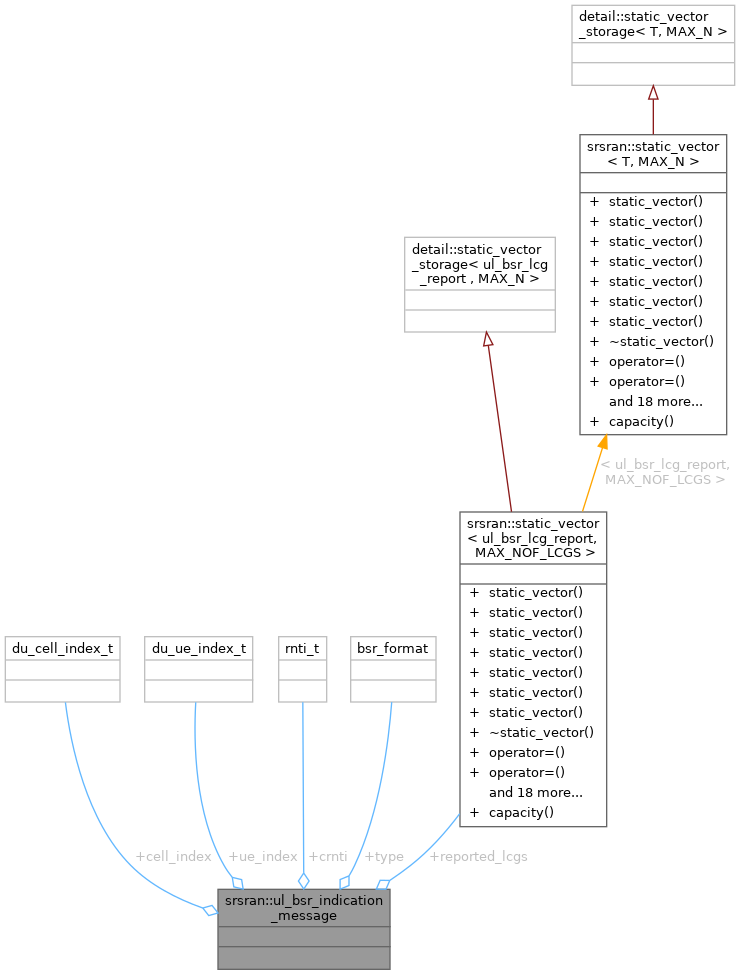 detail::static_vector
_storage< T, MAX_N >
srsran::static_vector
< T, MAX_N >
+ static_vector()
+ static_vector()
+ static_vector()
+ static_vector()
+ static_vector()
+ static_vector()
+ static_vector()
+ ~static_vector()
+ operator=()
+ operator=()
and 18 more...
+ capacity()
detail::static_vector
_storage< ul_bsr_lcg
_report , MAX_N >
< ul_bsr_lcg_report,
MAX_NOF_LCGS >
srsran::static_vector
< ul_bsr_lcg_report,
MAX_NOF_LCGS >
+ static_vector()
+ static_vector()
+ static_vector()
+ static_vector()
+ static_vector()
+ static_vector()
+ static_vector()
+ ~static_vector()
+ operator=()
+ operator=()
and 18 more...
+ capacity()
du_cell_index_t
du_ue_index_t
rnti_t
bsr_format
+cell_index
+ue_index
+crnti
+type
+reported_lcgs
srsran::ul_bsr_indication
_message